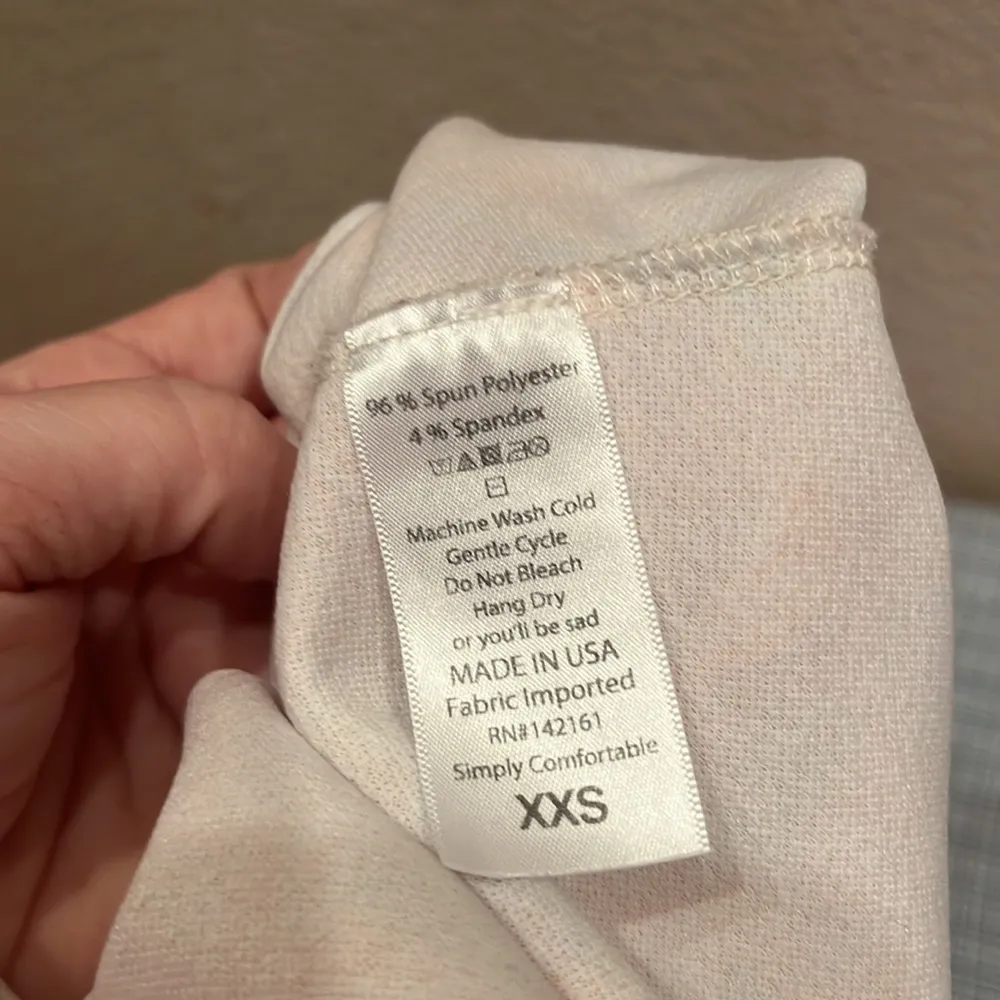 96 % Spun Polyester
4 % Spandex
Machine Wash Cold
Gentle Cycle
Do Not Bleach
Hang Dry
or you'll be sad
MADE IN USA
Fabric Imported
RN#142161
Simply Comfortable
XXS